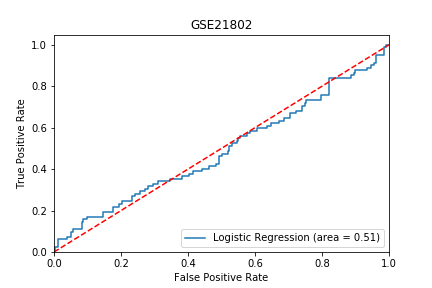 GSE21802
1.0
0.8
0.6
0.4
0.2
0.0
True Positive Rate
Logistic Regression (area = 0.51)
0.0 0.2 0.4 0.6 0.8 1.0
False Positive Rate